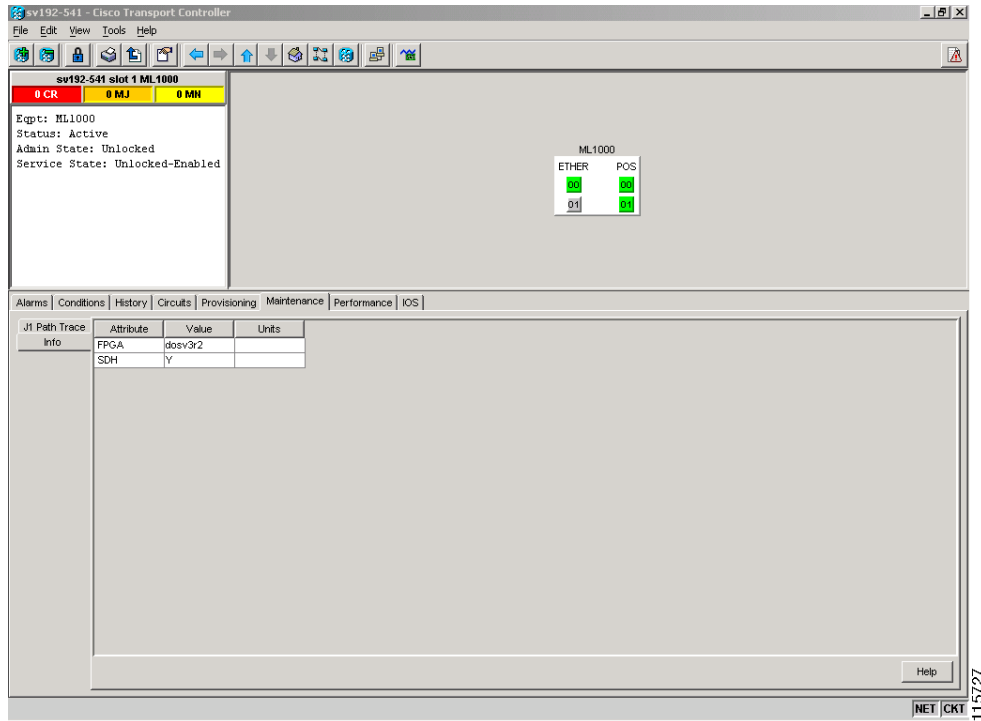 sv192-541 - Cisco Transport Controller
File Edit View Tools Help
sv192-541 slot 1 ML1000
0 CR 0 MJ 0 MN
Eqpt: ML1000
Status: Active
Admin State: Unlocked
Service State: Unlocked-Enabled
ML1000
ETHER POS
00 00
01 01
Alarms Conditions History Circuits Provisioning Maintenance Performance IOS
J1 Path Trace
Info
Attribute Value Units
FPGA dosv3r2
SDH Y
Help
NET CKT
115727